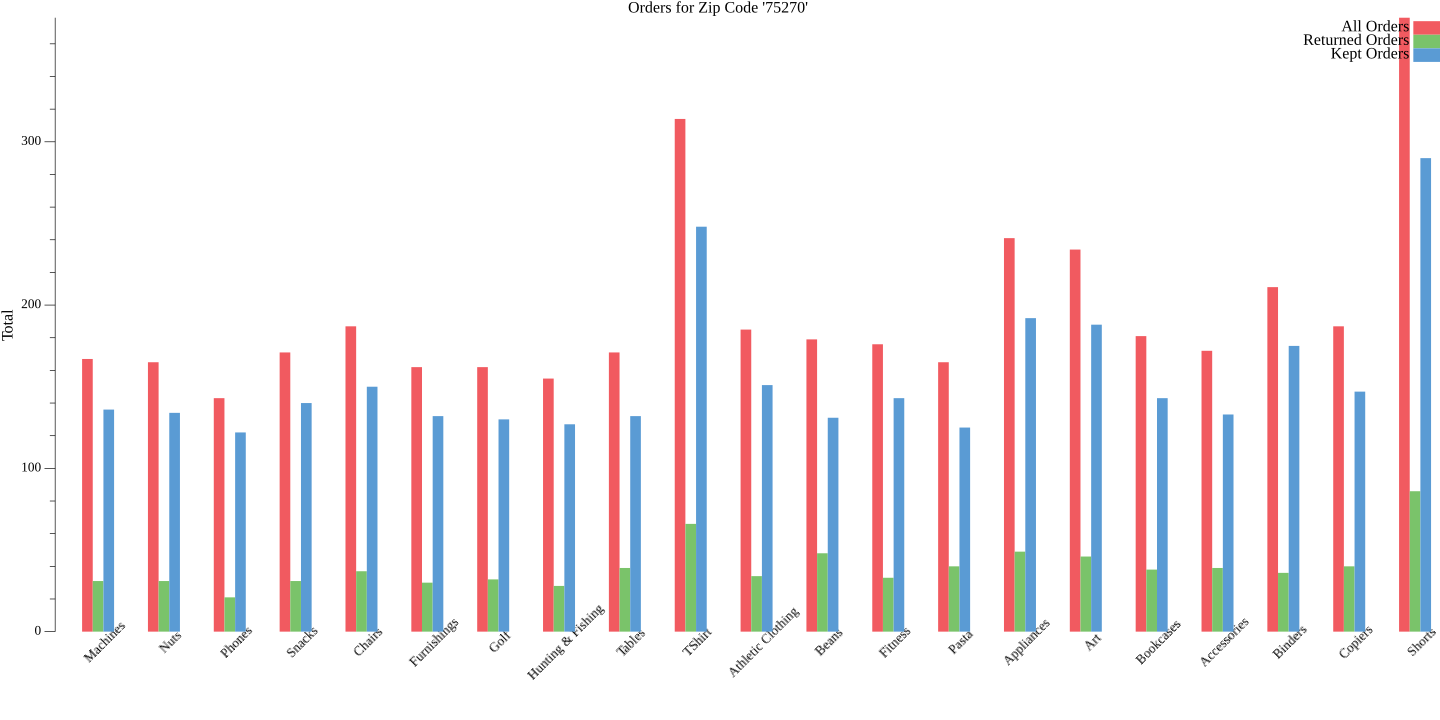 Orders for Zip Code '75270'
All Orders
Returned Orders
Kept Orders
Total
300
200
100
0
Machines
Nuts
Phones
Snacks
Chairs
Furnishings
Golf
Hunting & Fishing
Tables
TShirt
Athletic Clothing
Beans
Fitness
Pasta
Appliances
Art
Bookcases
Accessories
Binders
Copiers
Shorts